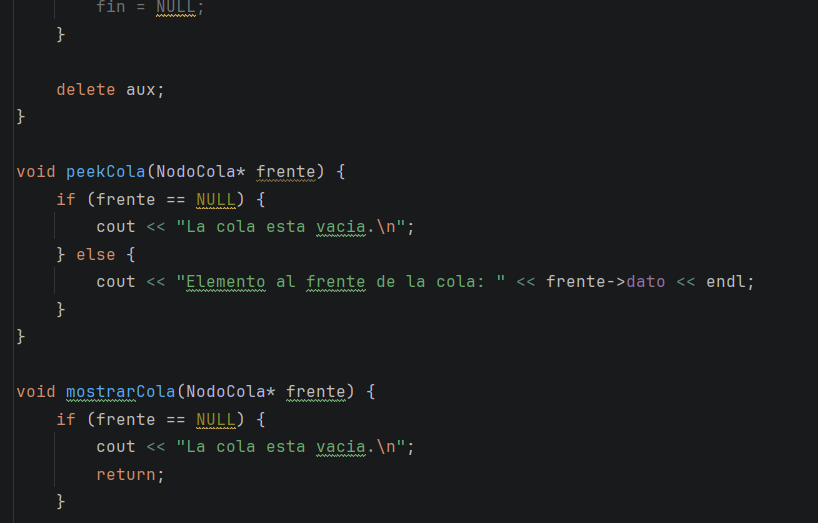 fin = NULL;
}
delete aux;
}
void peekCola(NodoCola* frente) {
if (frente == NULL) {
cout << "La cola esta vacia.\n";
} else {
cout << "Elemento al frente de la cola: " << frente->dato << endl;
}
}
void mostrarCola(NodoCola* frente) {
if (frente == NULL) {
cout << "La cola esta vacia.\n";
return;
}